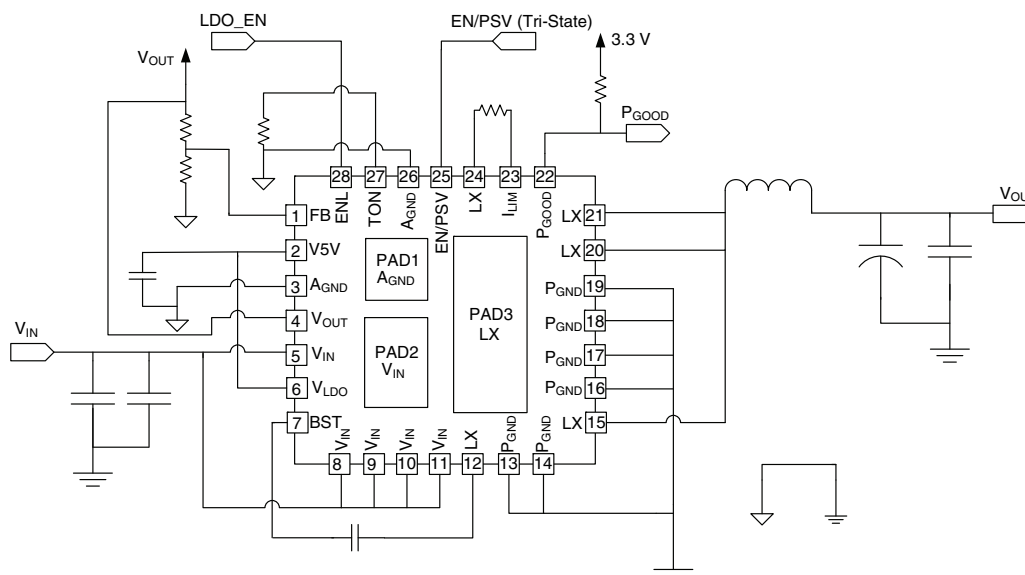 LDO_EN
EN/PSV (Tri-State)
3.3 V
VOUT
PGOOD
28 27 26 25 24 23 22
ENL TON AGND EN/PSV LX ILIM PGOOD
1 FB
2 V5V
3 AGND
4 VOUT
5 VIN
6 VLDO
7 BST
PAD1
AGND
PAD2
VIN
PAD3
LX
LX 21
LX 20
PGND 19
PGND 18
PGND 17
PGND 16
LX 15
VIN VIN VIN VIN LX PGND PGND
8 9 10 11 12 13 14
VIN
VOU